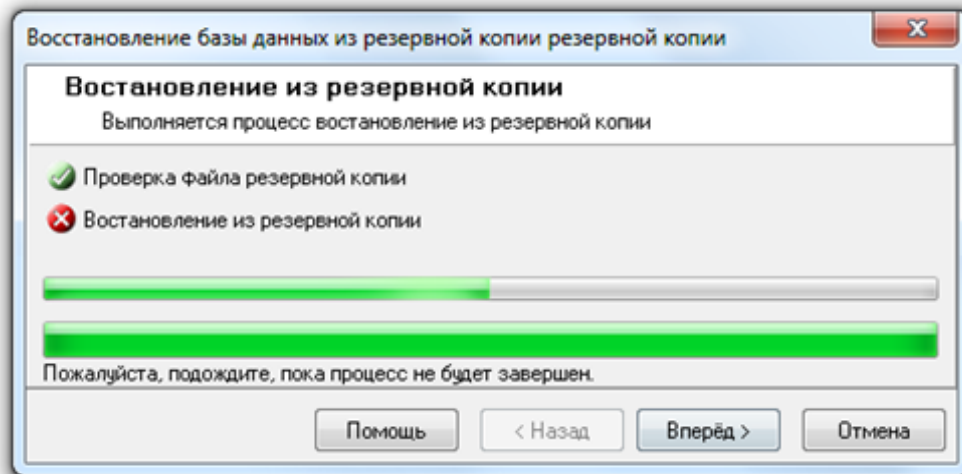 Восстановление базы данных из резервной копии резервной копии
Востановление из резервной копии
Выполняется процесс востановление из резервной копии
Проверка файла резервной копии
Востановление из резервной копии
Пожалуйста, подождите, пока процесс не будет завершен.
Помощь < Назад Вперёд > Отмена